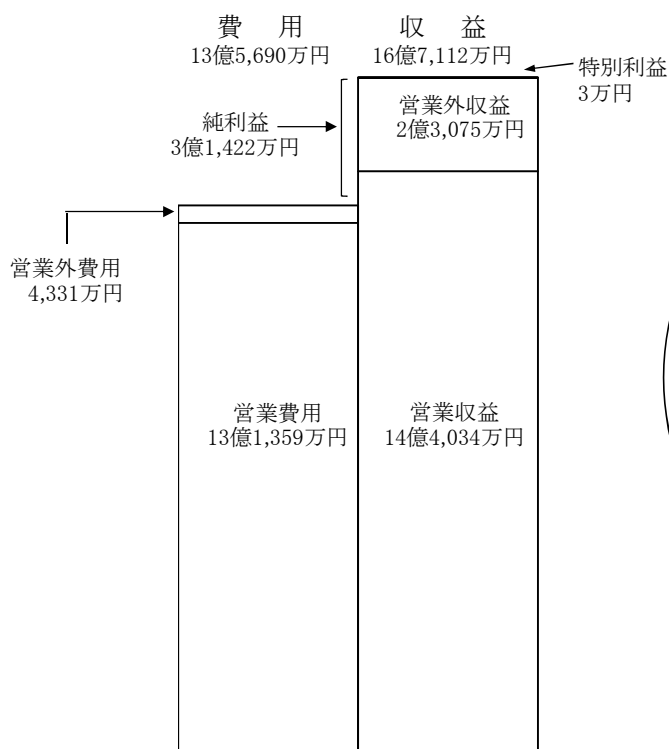 費 用
13億5,690万円
収 益
16億7,112万円
特別利益
3万円
営業外収益
2億3,075万円
純利益
3億1,422万円
営業外費用
4,331万円
営業費用
13億1,359万円
営業収益
14億4,034万円